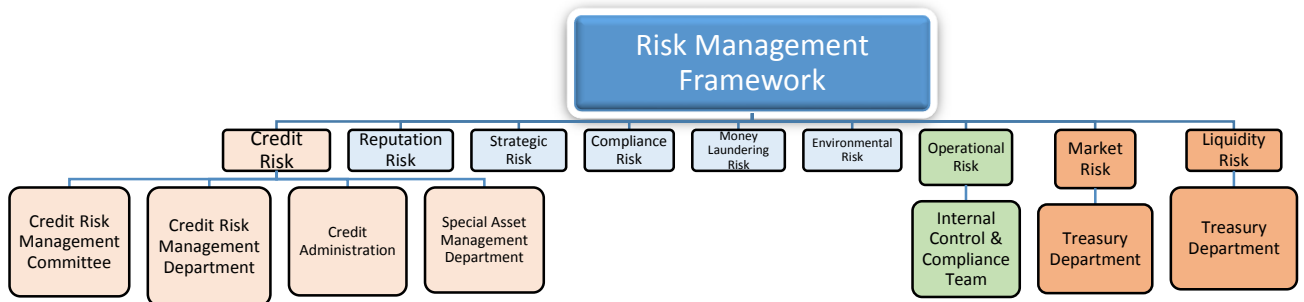 Risk Management
Framework
Credit
Risk
Reputation
Risk
Strategic
Risk
Compliance
Risk
Money
Laundering
Risk
Environmental
Risk
Operational
Risk
Market
Risk
Liquidity
Risk
Credit Risk
Management
Committee
Credit Risk
Management
Department
Credit
Administration
Special Asset
Management
Department
Internal
Control &
Compliance
Team
Treasury
Department
Treasury
Department